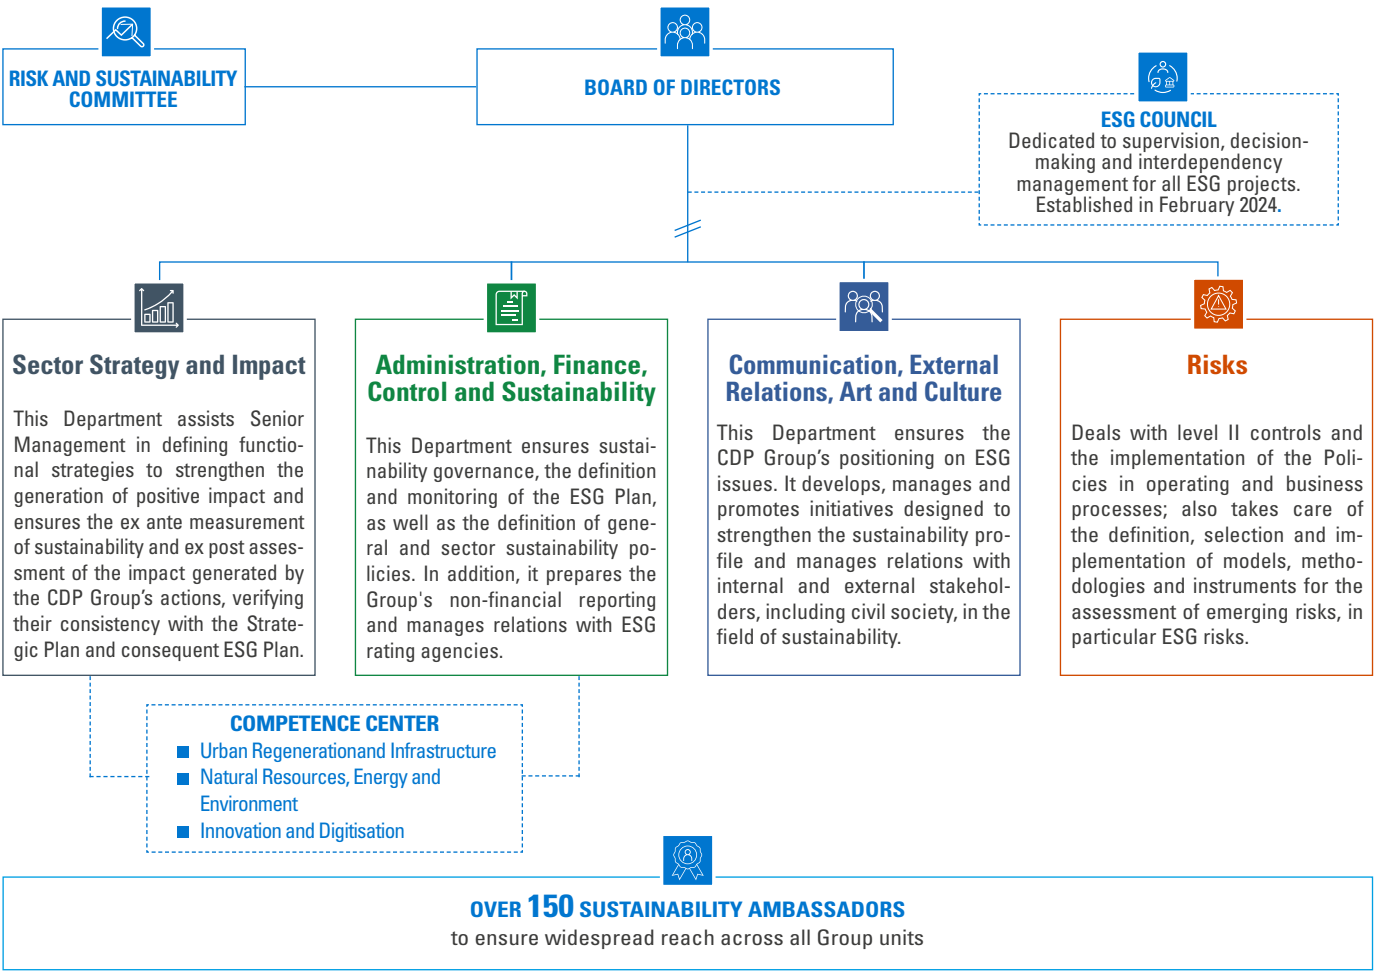 RISK AND SUSTAINABILITY
COMMITTEE
BOARD OF DIRECTORS
ESG COUNCIL
Dedicated to supervision, decision-
making and interdependency
management for all ESG projects.
Established in February 2024.
Sector Strategy and Impact
This Department assists Senior
Management in defining functio-
nal strategies to strengthen the
generation of positive impact and
ensures the ex ante measurement
of sustainability and ex post asses-
sment of the impact generated by
the CDP Group's actions, verifying
their consistency with the Strate-
gic Plan and consequent ESG Plan.
Administration, Finance,
Control and Sustainability
This Department ensures sustai-
nability governance, the definition
and monitoring of the ESG Plan,
as well as the definition of gene-
ral and sector sustainability po-
licies. In addition, it prepares the
Group's non-financial reporting
and manages relations with ESG
rating agencies.
Communication, External
Relations, Art and Culture
This Department ensures the
CDP Group's positioning on ESG
issues. It develops, manages and
promotes initiatives designed to
strengthen the sustainability pro-
file and manages relations with
internal and external stakehol-
ders, including civil society, in the
field of sustainability.
Risks
Deals with level II controls and
the implementation of the Poli-
cies in operating and business
processes; also takes care of
the definition, selection and im-
plementation of models, metho-
dologies and instruments for the
assessment of emerging risks, in
particular ESG risks.
COMPETENCE CENTER
Urban Regenerationand Infrastructure
Natural Resources, Energy and
Environment
Innovation and Digitisation
OVER 150 SUSTAINABILITY AMBASSADORS
to ensure widespread reach across all Group units